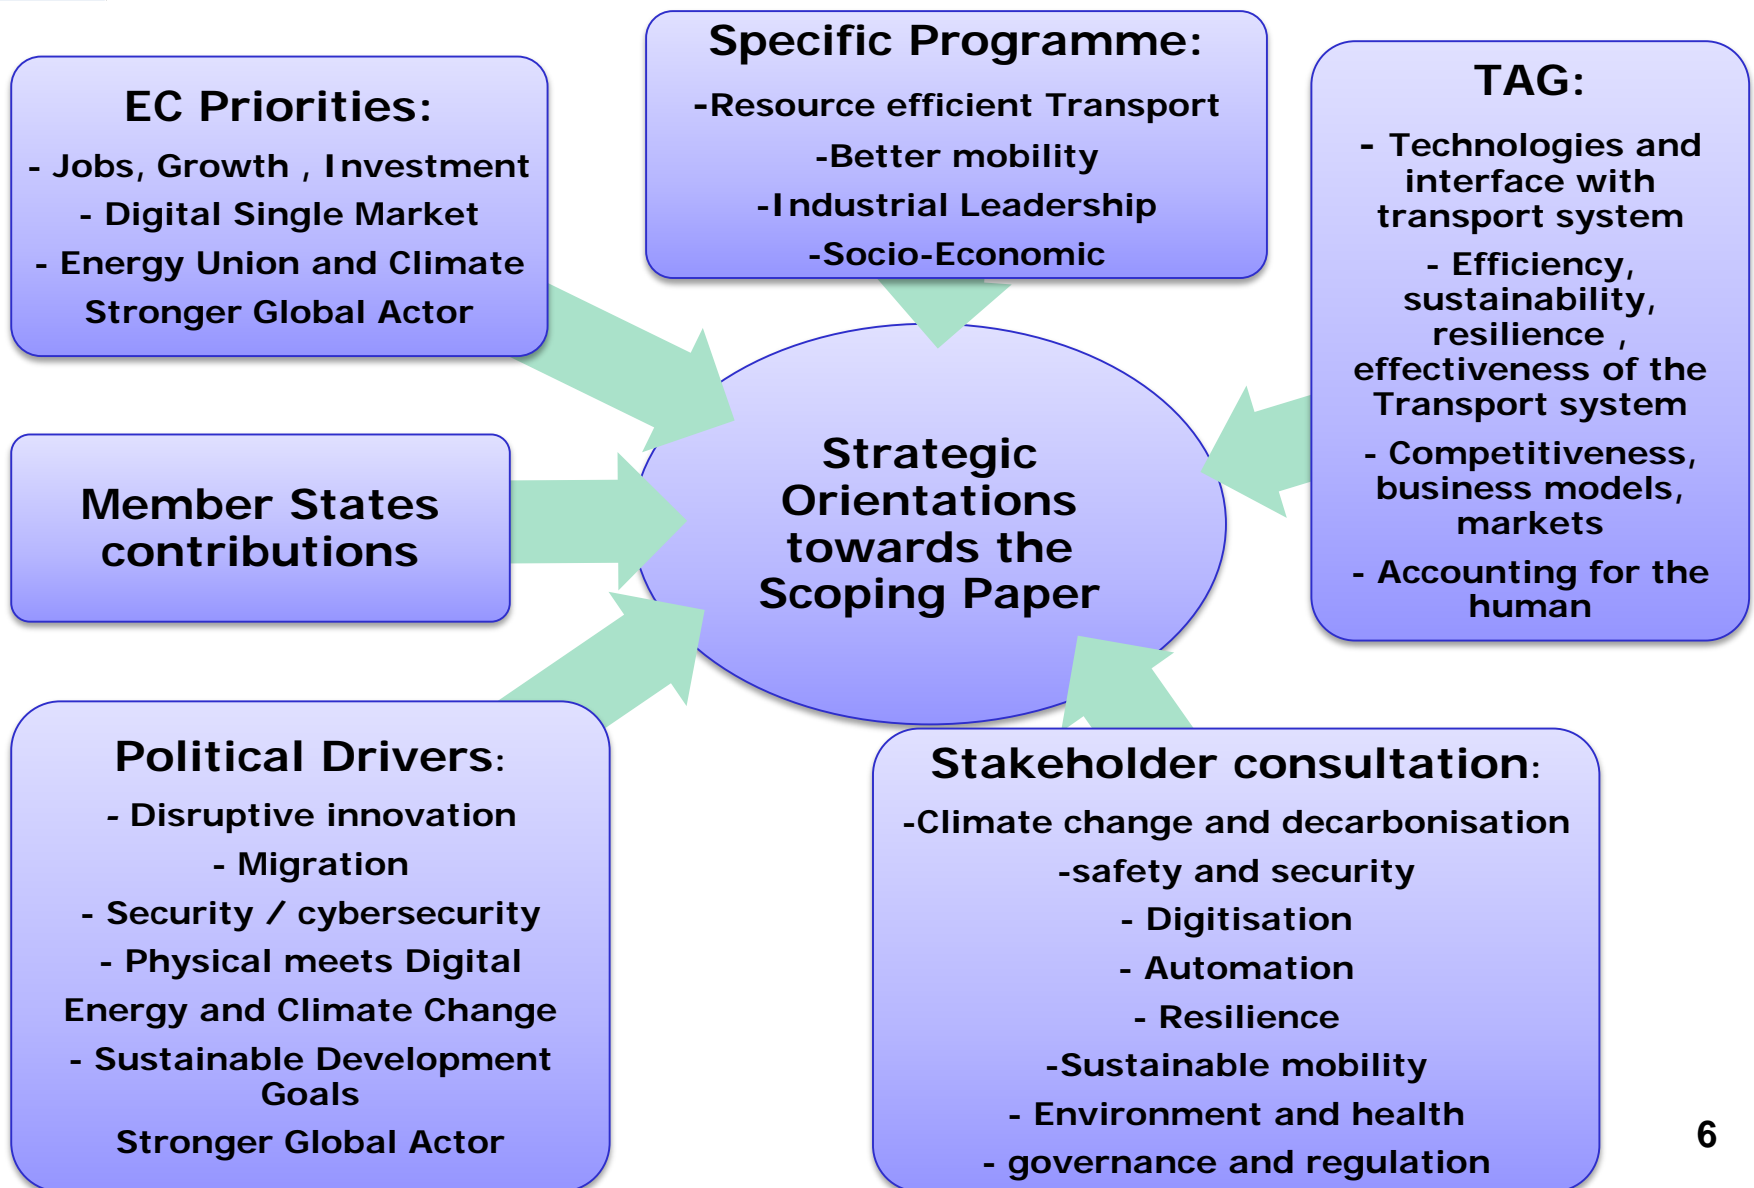 EC Priorities:
- Jobs, Growth , Investment
- Digital Single Market
- Energy Union and Climate
Stronger Global Actor
Specific Programme:
-Resource efficient Transport
-Better mobility
-Industrial Leadership
-Socio-Economic
TAG:
- Technologies and
interface with
transport system
- Efficiency,
sustainability,
resilience ,
effectiveness of the
Transport system
- Competitiveness,
business models,
markets
- Accounting for the
human
Member States
contributions
Strategic
Orientations
towards the
Scoping Paper
Political Drivers:
- Disruptive innovation
- Migration
- Security / cybersecurity
- Physical meets Digital
Energy and Climate Change
- Sustainable Development
Goals
Stronger Global Actor
Stakeholder consultation:
-Climate change and decarbonisation
-safety and security
- Digitisation
- Automation
- Resilience
-Sustainable mobility
- Environment and health
- governance and regulation
6